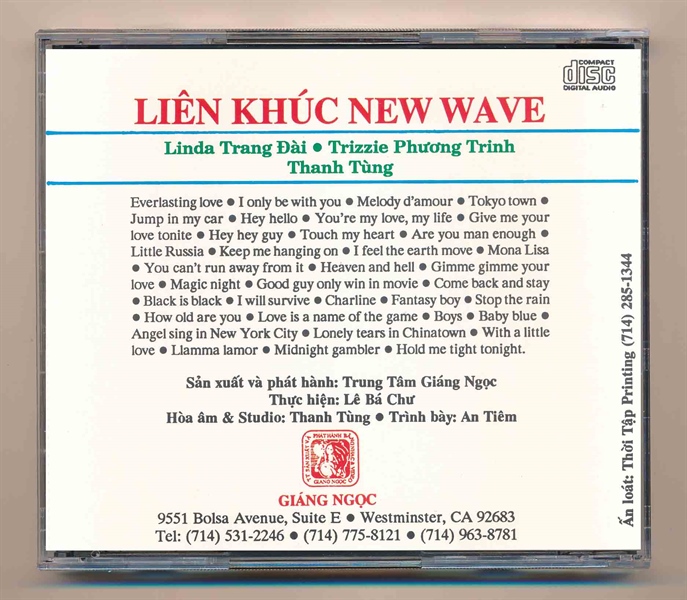 COMPACT
disc
DIGITAL AUDIO
LIÊN KHÚC NEW WAVE
Linda Trang Đài ● Trizzie Phương Trinh
Thanh Tùng
Everlasting love ● I only be with you ● Melody d'amour ● Tokyo town ●
Jump in my car ● Hey hello ● You're my love, my life ● Give me your
love tonite ● Hey hey guy ● Touch my heart ● Are you man enough ●
Little Russia ● Keep me hanging on ● I feel the earth move ● Mona Lisa
● You can't run away from it ● Heaven and hell ● Gimme gimme your
love ● Magic night ● Good guy only win in movie ● Come back and stay
● Black is black ● I will survive ● Charline ● Fantasy boy ● Stop the rain
● How old are you ● Love is a name of the game ● Boys ● Baby blue ●
Angel sing in New York City ● Lonely tears in Chinatown ● With a little
love ● Llamma lamor ● Midnight gambler ● Hold me tight tonight.
Sản xuất và phát hành: Trung Tâm Giáng Ngọc
Thực hiện: Lê Bá Chư
Hòa âm & Studio: Thanh Tùng ● Trình bày: An Tiêm
GIANG NGOC
GIÁNG NGỌC
9551 Bolsa Avenue, Suite E ● Westminster, CA 92683
Tel: (714) 531-2246 ● (714) 775-8121 ● (714) 963-8781
Ấn loát: Thời Tập Printing (714) 285-1344